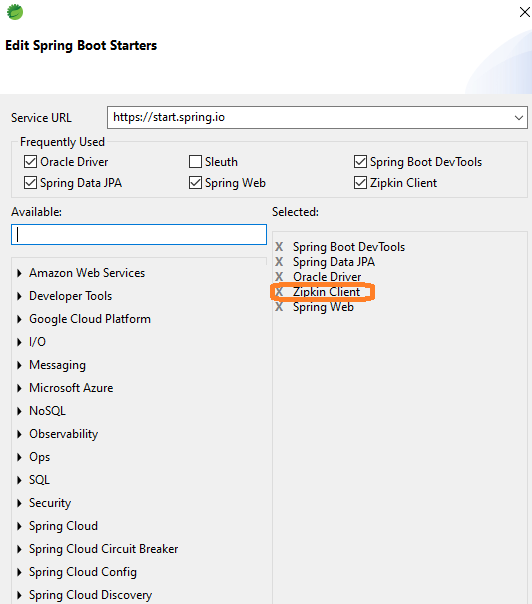 Edit Spring Boot Starters
Service URL https://start.spring.io
Frequently Used
Oracle Driver Sleuth Spring Boot DevTools
Spring Data JPA Spring Web Zipkin Client
Available:
Selected:
X Spring Boot DevTools
X Spring Data JPA
X Oracle Driver
X Zipkin Client
X Spring Web
Amazon Web Services
Developer Tools
Google Cloud Platform
I/O
Messaging
Microsoft Azure
NoSQL
Observability
Ops
SQL
Security
Spring Cloud
Spring Cloud Circuit Breaker
Spring Cloud Config
Spring Cloud Discovery